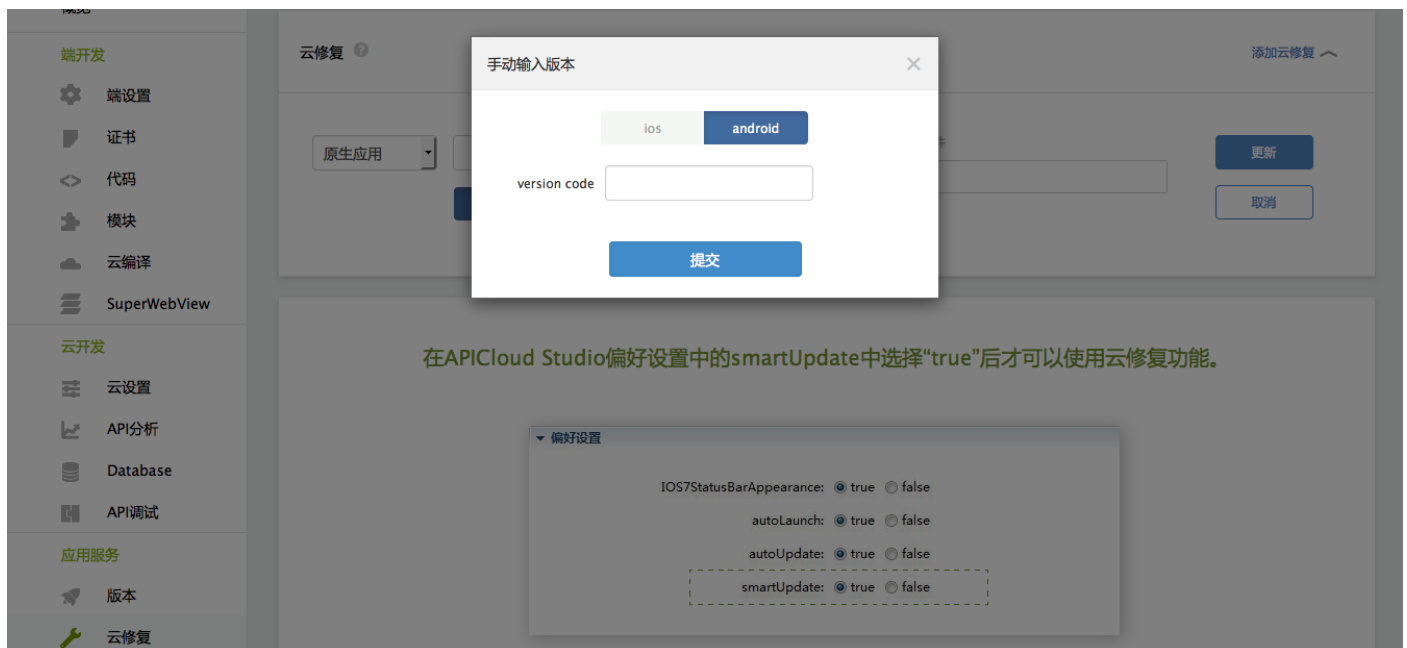 概览
端开发
端设置
证书
代码
模块
云编译
SuperWebView
云开发
云设置
API分析
Database
API调试
应用服务
版本
云修复
云修复
添加云修复
原生应用
件
更新
取消
手动输入版本
ios
android
version code
提交
在APICloud Studio偏好设置中的smartUpdate中选择“true”后才可以使用云修复功能。
偏好设置
IOS7StatusBarAppearance: true false
autoLaunch: true false
autoUpdate: true false
smartUpdate: true false